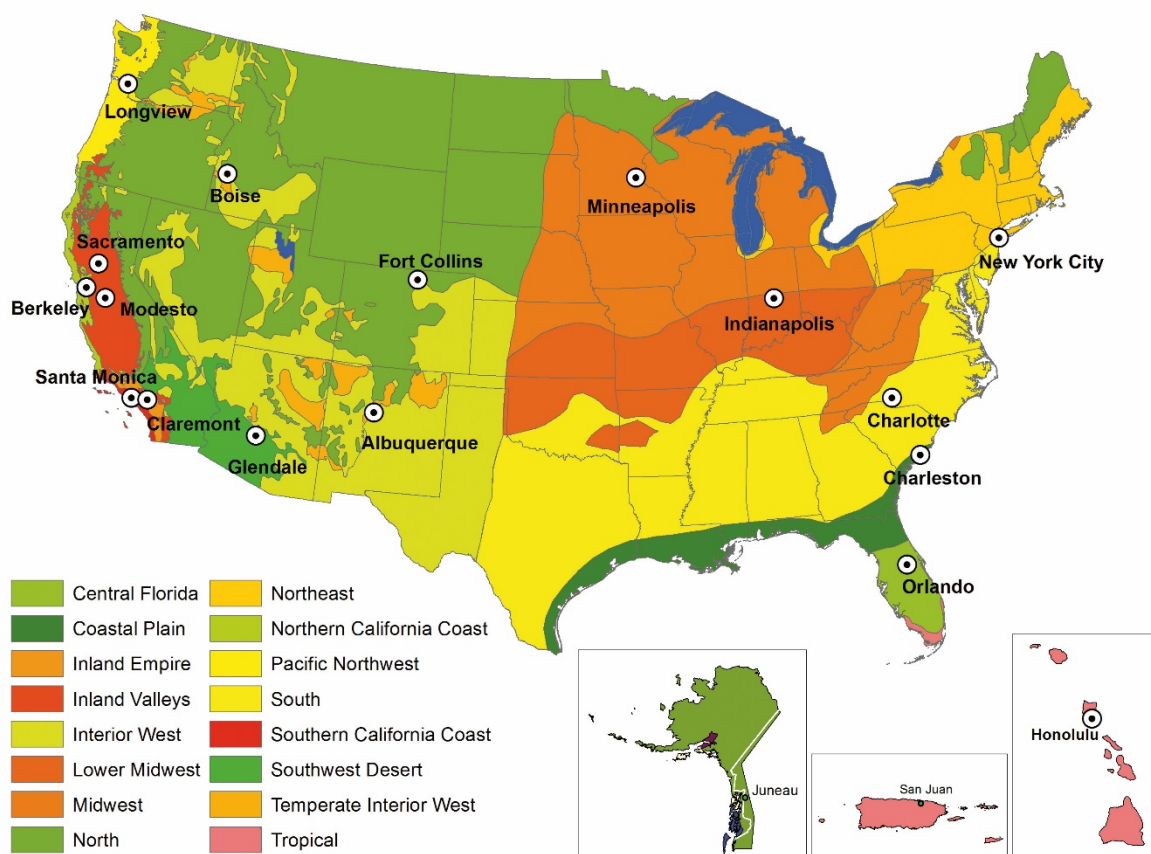 Longview
Boise
Minneapolis
Sacramento
Fort Collins
New York City
Berkeley
Modesto
Indianapolis
Santa Monica
Claremont
Charlotte
Albuquerque
Glendale
Charleston
Orlando
Central Florida
Coastal Plain
Inland Empire
Inland Valleys
Interior West
Lower Midwest
Midwest
North
Northeast
Northern California Coast
Pacific Northwest
South
Southern California Coast
Southwest Desert
Temperate Interior West
Tropical
Juneau
San Juan
Honolulu